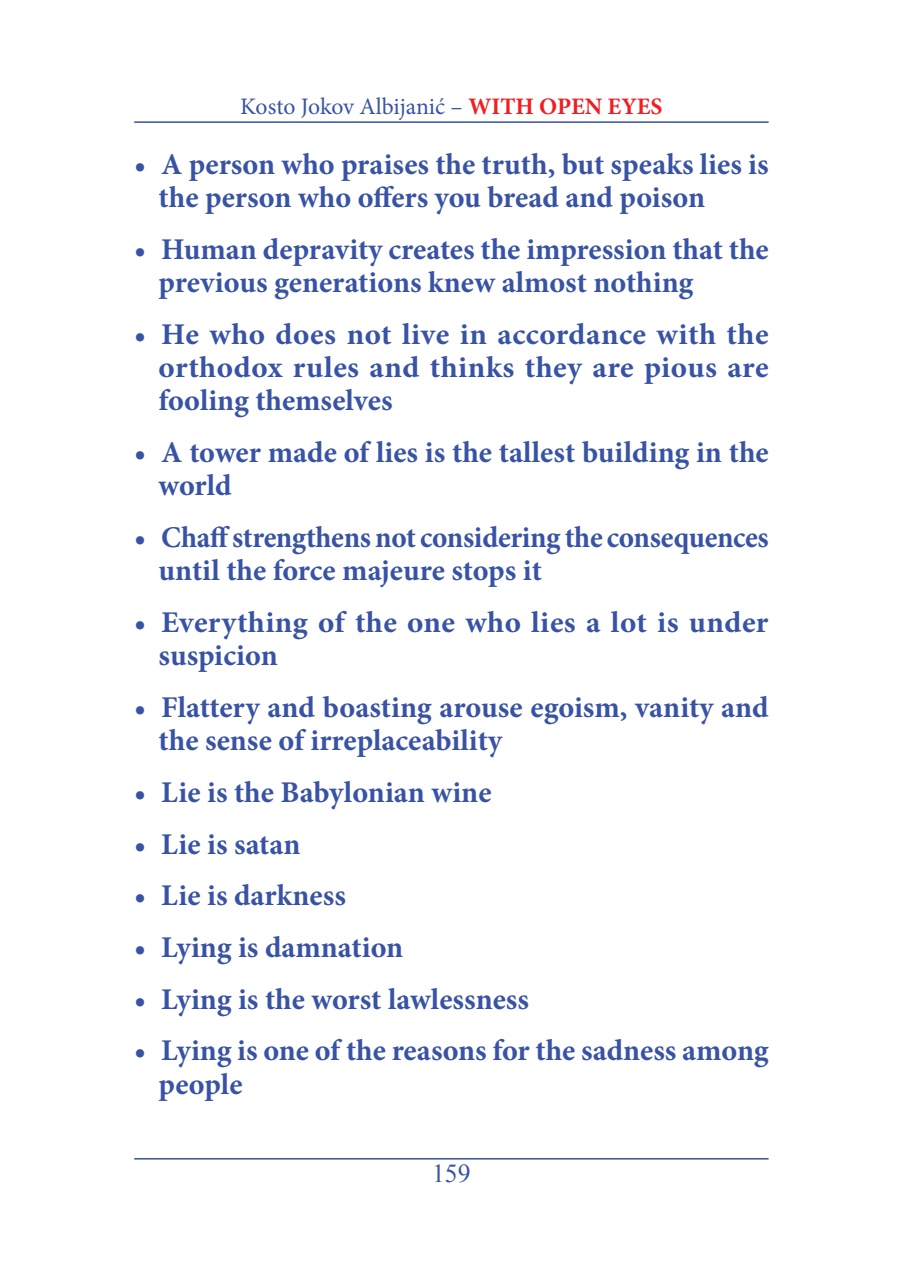 Kosto Jokov Albijanić – WITH OPEN EYES
• A person who praises the truth, but speaks lies is
the person who offers you bread and poison
• Human depravity creates the impression that the
previous generations knew almost nothing
• He who does not live in accordance with the
orthodox rules and thinks they are pious are
fooling themselves
• A tower made of lies is the tallest building in the
world
• Chaff strengthens not considering the consequences
until the force majeure stops it
• Everything of the one who lies a lot is under
suspicion
• Flattery and boasting arouse egoism, vanity and
the sense of irreplaceability
• Lie is the Babylonian wine
• Lie is satan
• Lie is darkness
• Lying is damnation
• Lying is the worst lawlessness
• Lying is one of the reasons for the sadness among
people
159